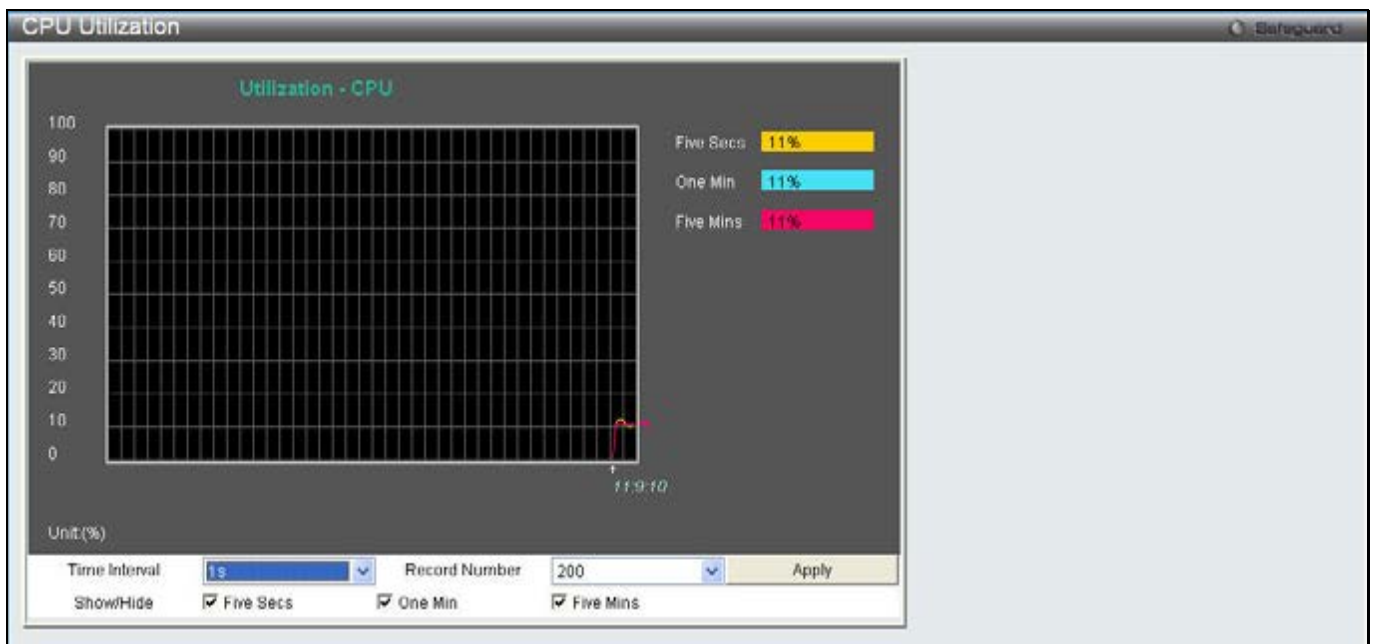 CPU Utilization
Safeguard
Utilization - CPU
100
90
80
70
60
50
40
30
20
10
0
Five Secs 11%
One Min 11%
Five Mins 11%
11:9:10
Unit:(%)
Time Interval 1s Record Number 200 Apply
Show/Hide Five Secs One Min Five Mins